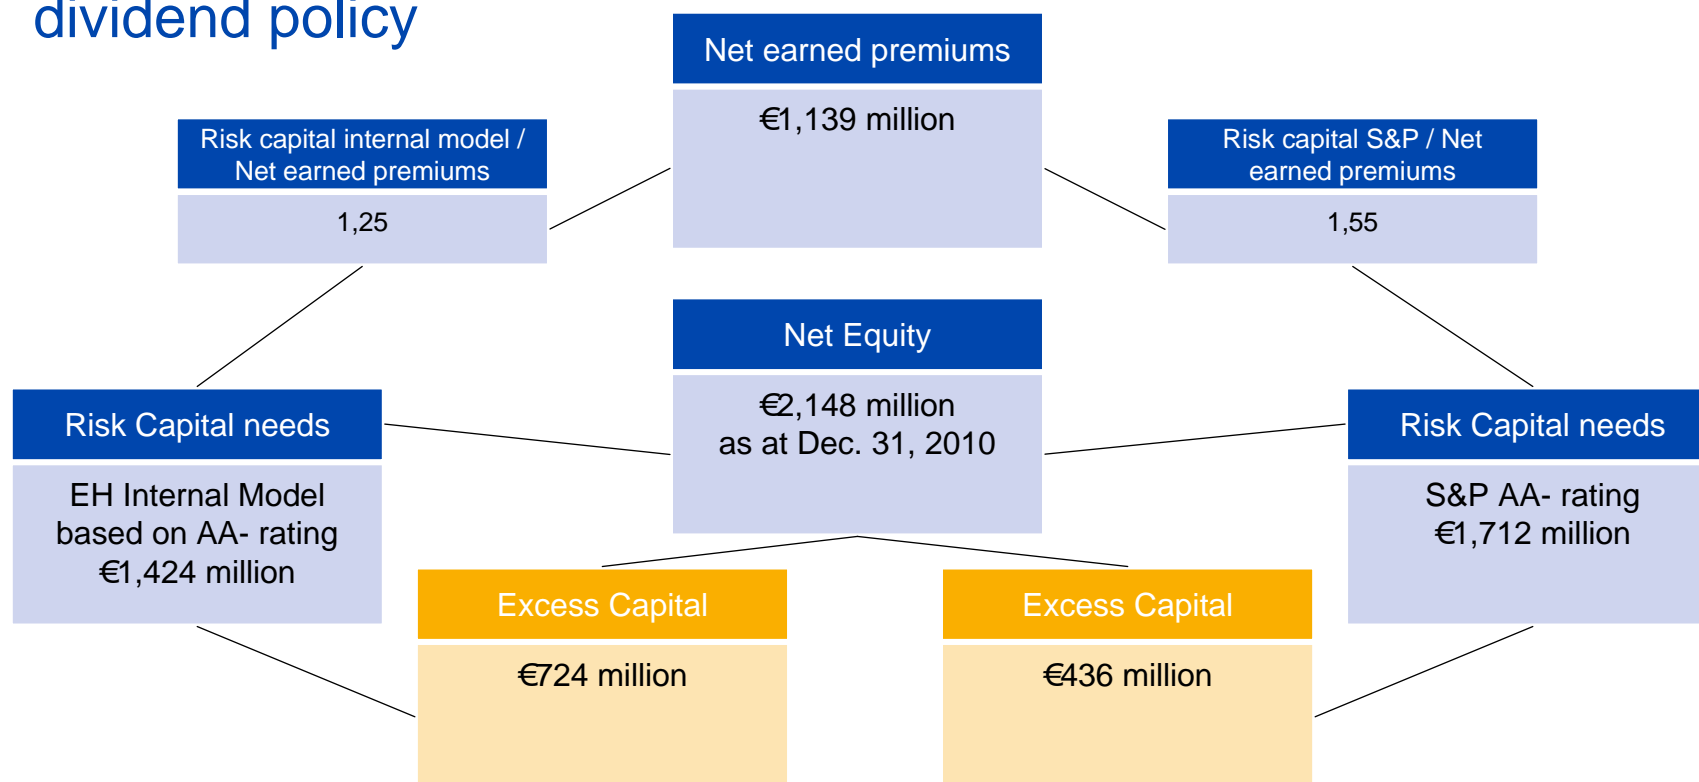 dividend policy
Net earned premiums
€1,139 million
Risk capital internal model /
Net earned premiums
1,25
Risk capital S&P / Net
earned premiums
1,55
Net Equity
€2,148 million
as at Dec. 31, 2010
Risk Capital needs
EH Internal Model
based on AA- rating
€1,424 million
Risk Capital needs
S&P AA- rating
€1,712 million
Excess Capital
€724 million
Excess Capital
€436 million